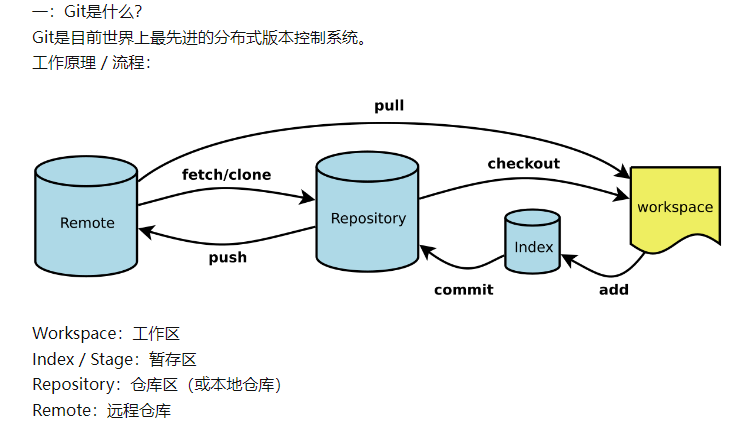 一：Git是什么？
Git是目前世界上最先进的分布式版本控制系统。
工作原理 / 流程：
pull
fetch/clone
checkout
Remote
Repository
workspace
Index
push
commit
add
Workspace：工作区
Index / Stage：暂存区
Repository：仓库区（或本地仓库）
Remote：远程仓库